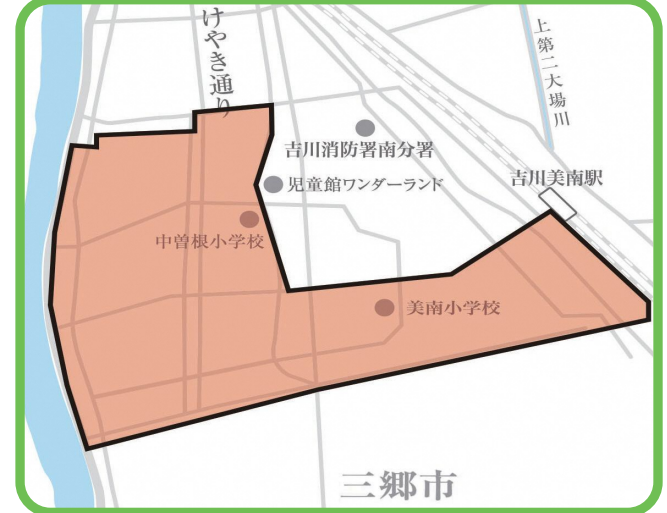 けやき通り
上第二大場川
吉川消防署南分署
児童館ワンダーランド
吉川美南駅
中曽根小学校
美南小学校
三郷市